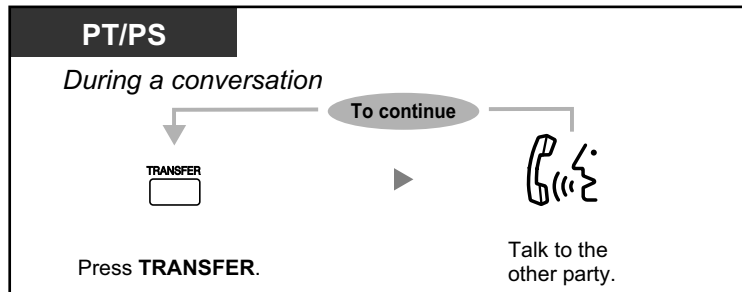 PT/PS
During a conversation
To continue
TRANSFER
Press TRANSFER.
Talk to the
other party.